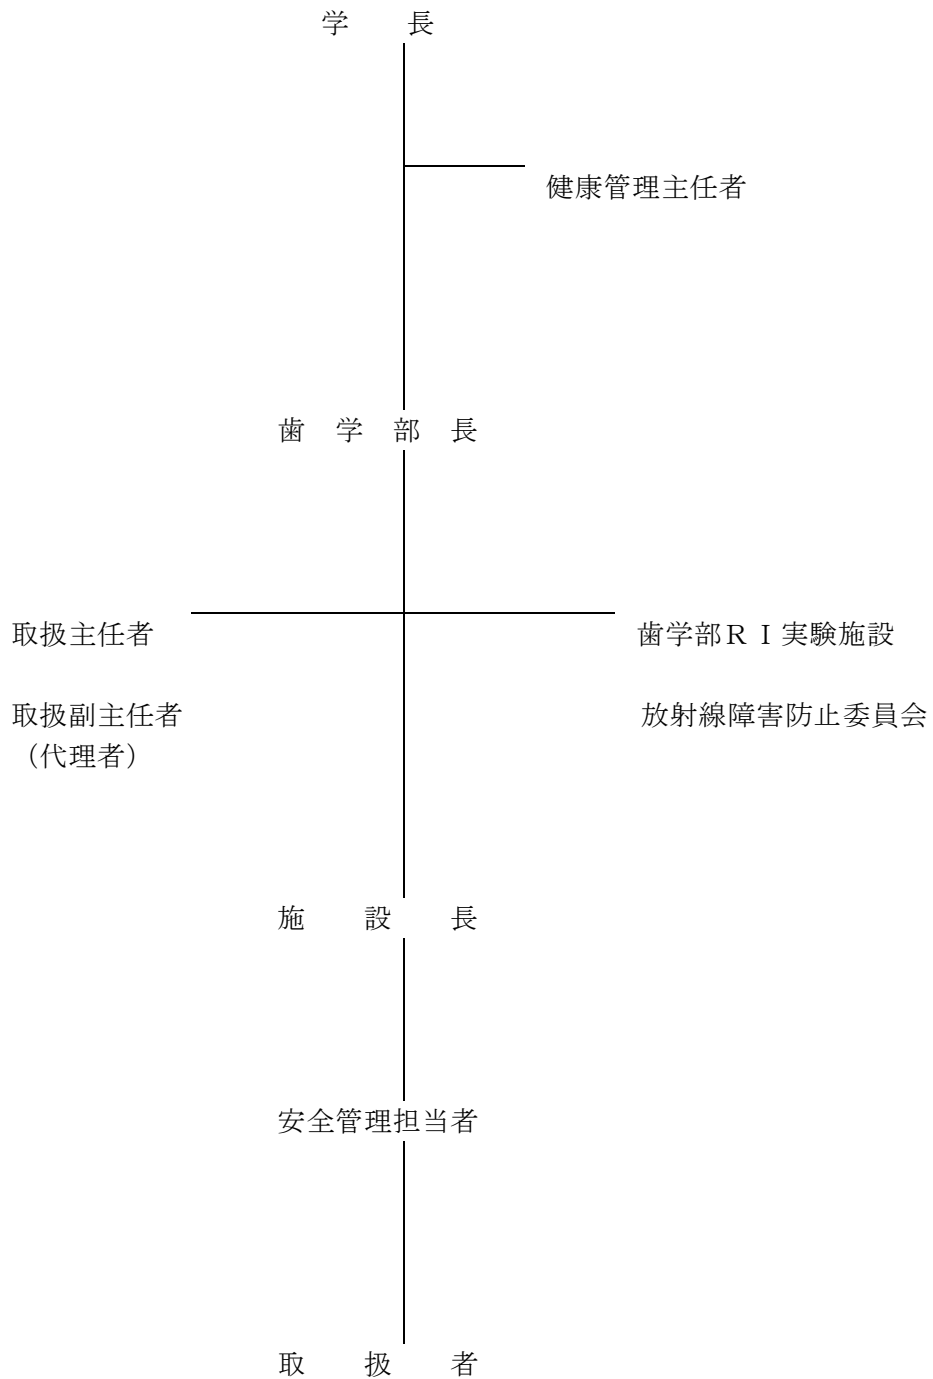 学　　長
健康管理主任者
歯　学　部　長
取扱主任者
歯学部ＲＩ実験施設
取扱副主任者
放射線障害防止委員会
（代理者）
施　　設　　長
安全管理担当者
取　　扱　　者